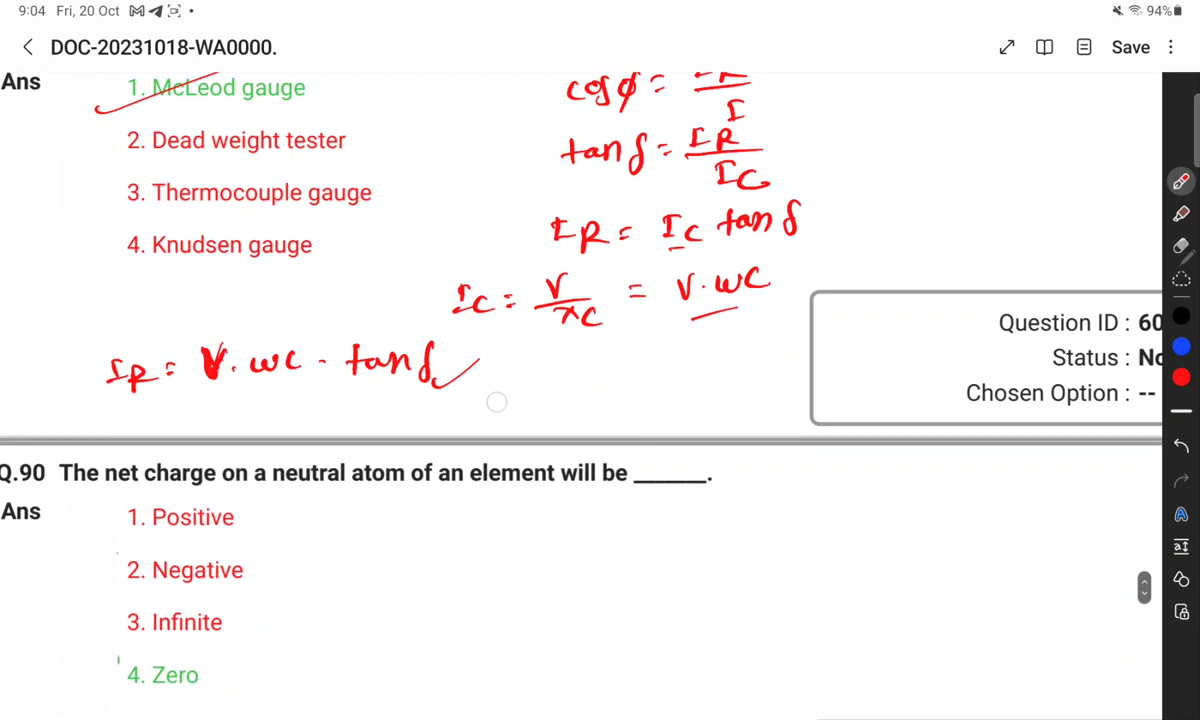 9:04 Fri, 20 Oct 94%
DOC-20231018-WA0000. Save
Ans 1. McLeod gauge
2. Dead weight tester
3. Thermocouple gauge
4. Knudsen gauge
cos φ = IR / I
tan δ = IR / IC
IR = IC tan δ
IC = V / XC = V·ωC
IR = V·ωC · tan δ
Question ID : 60
Status : No
Chosen Option : --
Q.90 The net charge on a neutral atom of an element will be _______.
Ans 1. Positive
2. Negative
3. Infinite
4. Zero